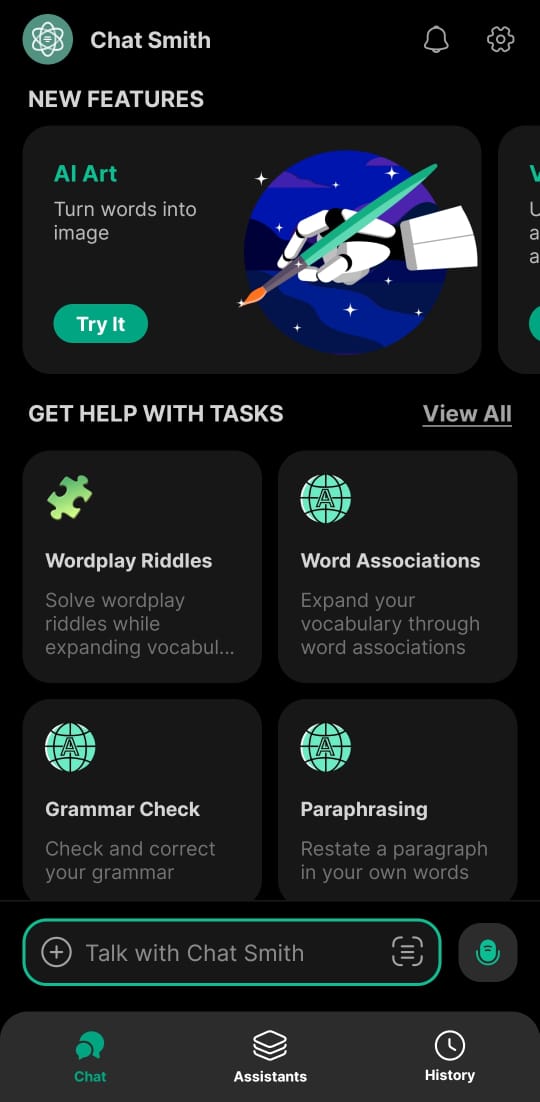 Chat Smith
NEW FEATURES
AI Art
Turn words into
image
Try It
GET HELP WITH TASKS
View All
Wordplay Riddles
Solve wordplay
riddles while
expanding vocabul...
Word Associations
Expand your
vocabulary through
word associations
Grammar Check
Check and correct
your grammar
Paraphrasing
Restate a paragraph
in your own words
Talk with Chat Smith
Chat
Assistants
History